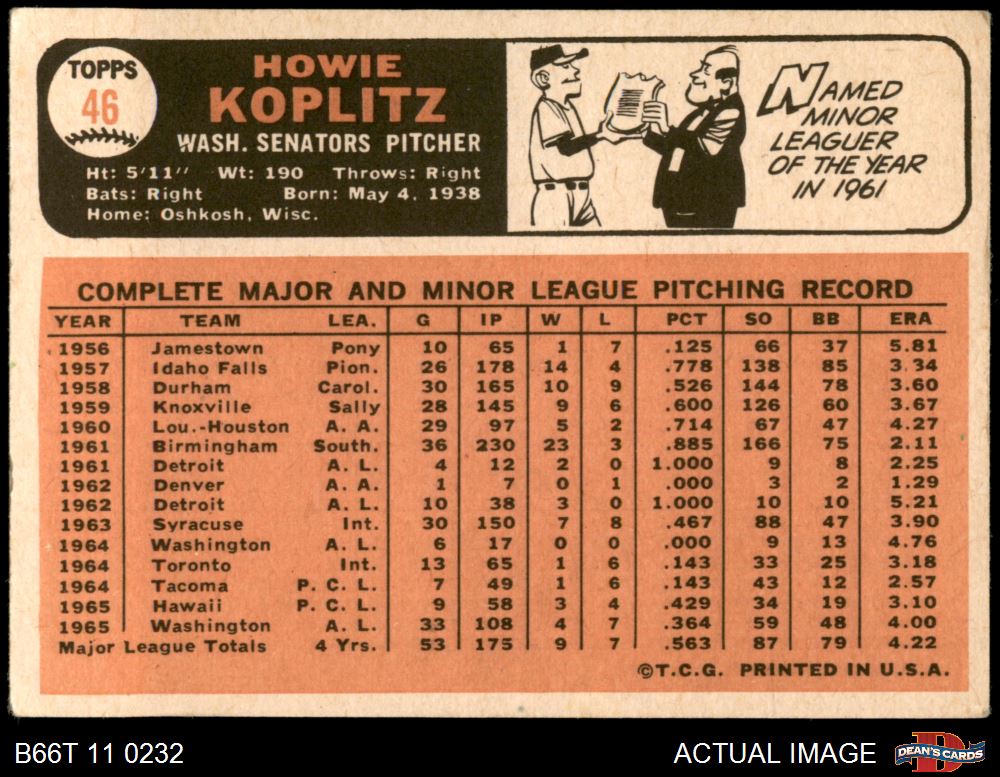 TOPPS
46
HOWIE
KOPLITZ
WASH. SENATORS PITCHER
Ht: 5'11" Wt: 190 Throws: Right
Bats: Right Born: May 4, 1938
Home: Oshkosh, Wisc.
NAMED
MINOR
LEAGUER
OF THE YEAR
IN 1961
COMPLETE MAJOR AND MINOR LEAGUE PITCHING RECORD
YEAR TEAM LEA. G IP W L PCT SO BB ERA
1956 Jamestown Pony 10 65 1 7 .125 66 37 5.81
1957 Idaho Falls Pion. 26 178 14 4 .778 138 85 3.34
1958 Durham Carol. 30 165 10 9 .526 144 78 3.60
1959 Knoxville Sally 28 145 9 6 .600 126 60 3.67
1960 Lou.-Houston A. A. 29 97 5 2 .714 67 47 4.27
1961 Birmingham South. 36 230 23 3 .885 166 75 2.11
1961 Detroit A. L. 4 12 2 0 1.000 9 8 2.25
1962 Denver A. A. 1 7 0 1 .000 3 2 1.29
1962 Detroit A. L. 10 38 3 0 1.000 10 10 5.21
1963 Syracuse Int. 30 150 7 8 .467 88 47 3.90
1964 Washington A. L. 6 17 0 0 .000 9 13 4.76
1964 Toronto Int. 13 65 1 6 .143 33 25 3.18
1964 Tacoma P. C. L. 7 49 1 6 .143 43 12 2.57
1965 Hawaii P. C. L. 9 58 3 4 .429 34 19 3.10
1965 Washington A. L. 33 108 4 7 .364 59 48 4.00
Major League Totals 4 Yrs. 53 175 9 7 .563 87 79 4.22
©T.C.G. PRINTED IN U.S.A.
B66T 11 0232
ACTUAL IMAGE
D
DEAN'S CARDS